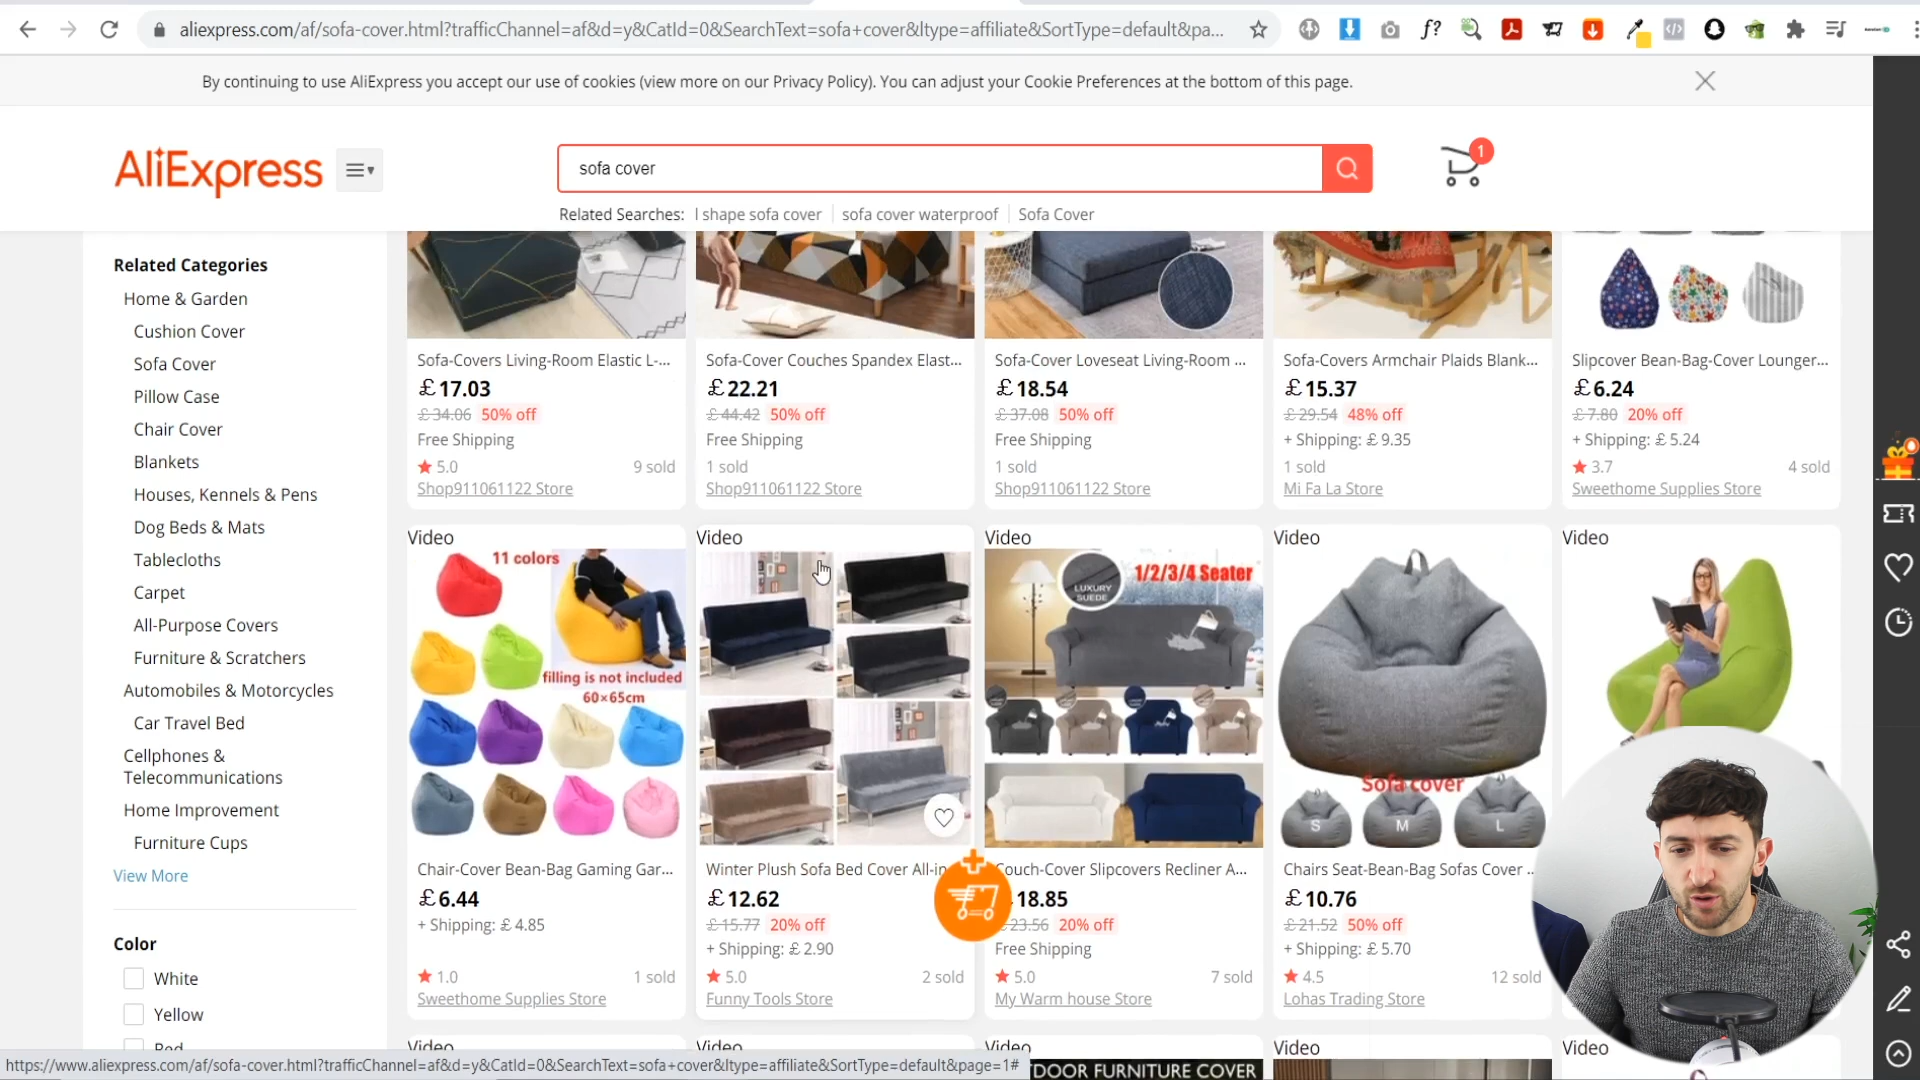 aliexpress.com/af/sofa-cover.html?trafficChannel=af&d=y&CatId=0&SearchText=sofa+cover&ltype=affiliate&SortType=default&pa...
By continuing to use AliExpress you accept our use of cookies (view more on our Privacy Policy). You can adjust your Cookie Preferences at the bottom of this page.
AliExpress
sofa cover
1
Related Searches: l shape sofa cover sofa cover waterproof Sofa Cover
Related Categories
Home & Garden
Cushion Cover
Sofa Cover
Pillow Case
Chair Cover
Blankets
Houses, Kennels & Pens
Dog Beds & Mats
Tablecloths
Carpet
All-Purpose Covers
Furniture & Scratchers
Automobiles & Motorcycles
Car Travel Bed
Cellphones &
Telecommunications
Home Improvement
Furniture Cups
View More
Color
White
Yellow
Red
Sofa-Covers Living-Room Elastic L-...
£17.03
£34.06 50% off
Free Shipping
5.0 9 sold
Shop911061122 Store
Sofa-Cover Couches Spandex Elast...
£22.21
£44.42 50% off
Free Shipping
1 sold
Shop911061122 Store
Sofa-Cover Loveseat Living-Room ...
£18.54
£37.08 50% off
Free Shipping
1 sold
Shop911061122 Store
Sofa-Covers Armchair Plaids Blank...
£15.37
£29.54 48% off
+ Shipping: £9.35
1 sold
Mi Fa La Store
Slipcover Bean-Bag-Cover Lounger...
£6.24
£7.80 20% off
+ Shipping: £5.24
3.7 4 sold
Sweethome Supplies Store
Video
11 colors
filling is not included
60×65cm
Chair-Cover Bean-Bag Gaming Gar...
£6.44
+ Shipping: £4.85
1.0 1 sold
Sweethome Supplies Store
Video
Winter Plush Sofa Bed Cover All-in
£12.62
£15.77 20% off
+ Shipping: £2.90
5.0 2 sold
Funny Tools Store
Video
LUXURY
SUEDE
1/2/3/4 Seater
Couch-Cover Slipcovers Recliner A...
18.85
23.56 20% off
Free Shipping
5.0 7 sold
My Warm house Store
Video
Sofa cover
S M L
Chairs Seat-Bean-Bag Sofas Cover ...
£10.76
£21.52 50% off
+ Shipping: £5.70
4.5 12 sold
Lohas Trading Store
Video
Video
Video
Video
Video
Video
DOOR FURNITURE COVER
https://www.aliexpress.com/af/sofa-cover.html?trafficChannel=af&d=y&CatId=0&SearchText=sofa+cover&ltype=affiliate&SortType=default&page=1#